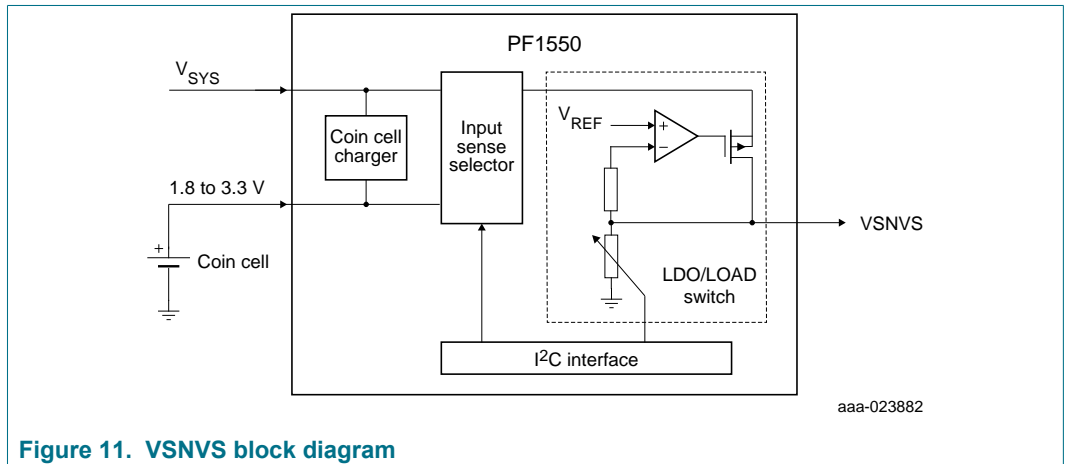 PF1550
VSYS
Coin cell
charger
Input
sense
selector
VREF
+
−
1.8 to 3.3 V
VSNVS
+
Coin cell
LDO/LOAD
switch
I2C interface
aaa-023882
Figure 11. VSNVS block diagram